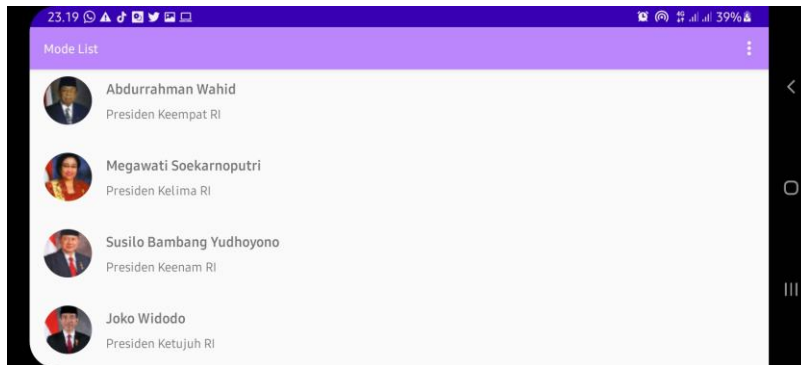 23.19
39%
Mode List
Abdurrahman Wahid
Presiden Keempat RI
Megawati Soekarnoputri
Presiden Kelima RI
Susilo Bambang Yudhoyono
Presiden Keenam RI
Joko Widodo
Presiden Ketujuh RI